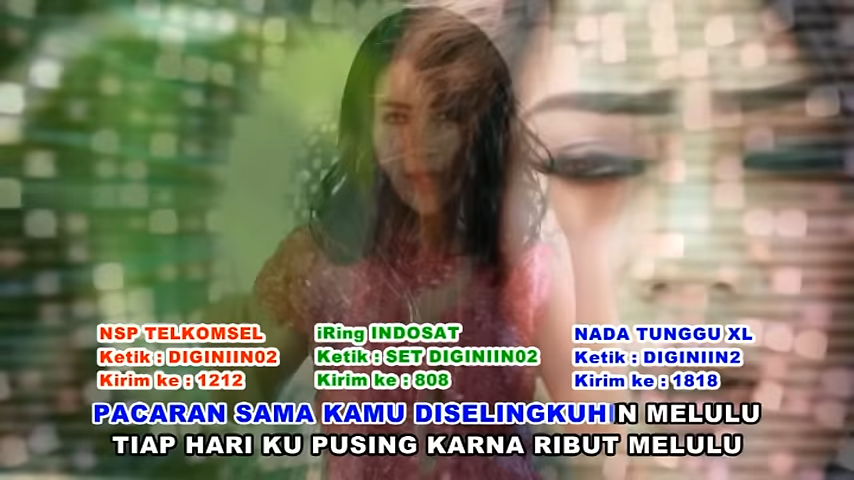 NSP TELKOMSEL
Ketik : DIGINIIN02
Kirim ke : 1212
iRing INDOSAT
Ketik : SET DIGINIIN02
Kirim ke : 808
NADA TUNGGU XL
Ketik : DIGINIIN2
Kirim ke : 1818
PACARAN SAMA KAMU DISELINGKUHIN MELULU
TIAP HARI KU PUSING KARNA RIBUT MELULU